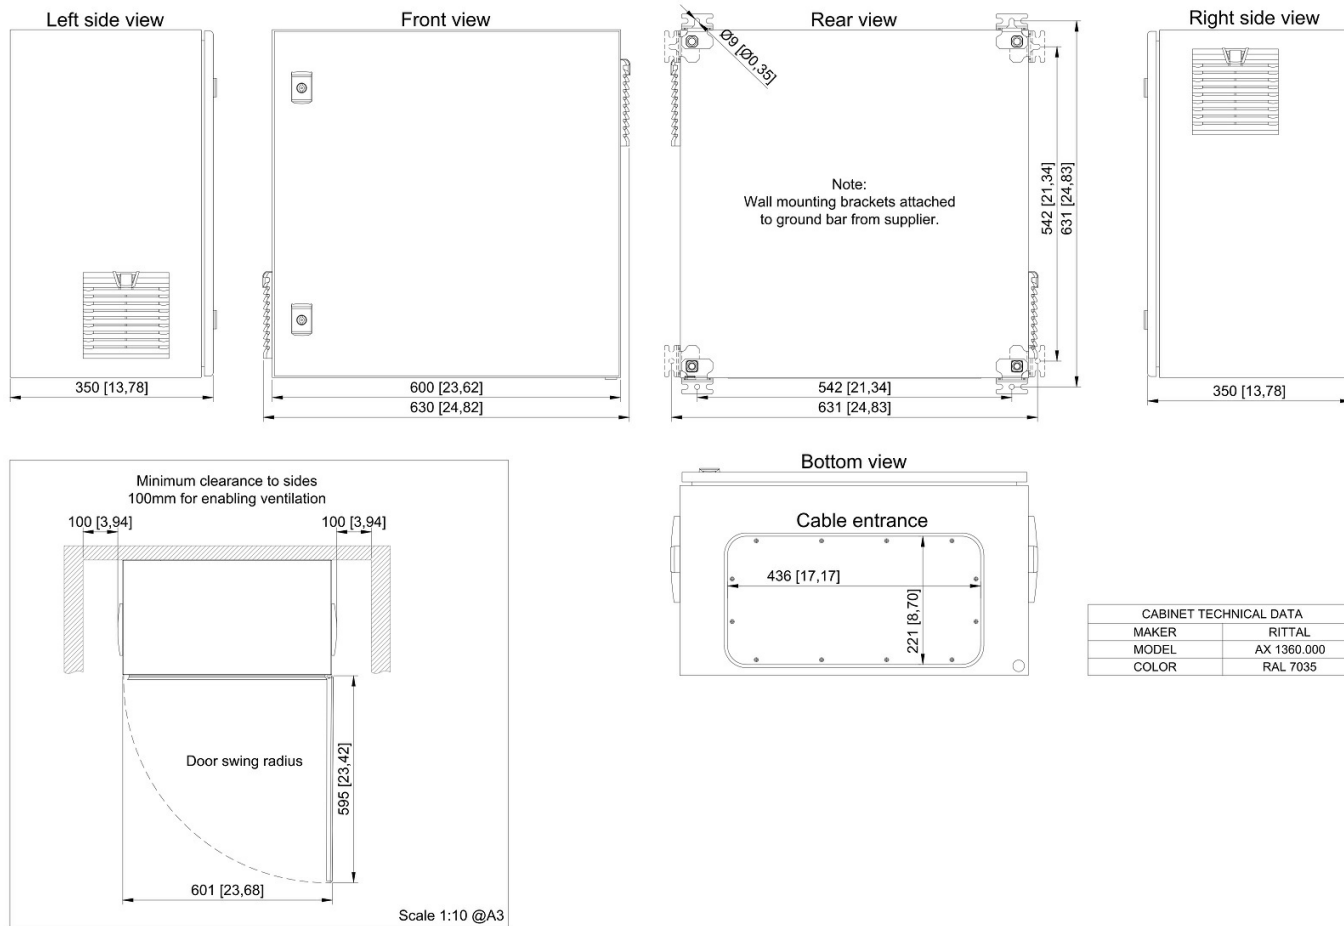 Left side view
Front view
Rear view
Right side view
Ø9 [Ø0,35]
Note:
Wall mounting brackets attached
to ground bar from supplier.
542 [21,34]
631 [24,83]
350 [13,78]
600 [23,62]
630 [24,82]
542 [21,34]
631 [24,83]
350 [13,78]
Minimum clearance to sides
100mm for enabling ventilation
100 [3,94]
100 [3,94]
Door swing radius
595 [23,42]
601 [23,68]
Scale 1:10 @A3
Bottom view
Cable entrance
436 [17,17]
221 [8,70]
CABINET TECHNICAL DATA
MAKER RITTAL
MODEL AX 1360.000
COLOR RAL 7035